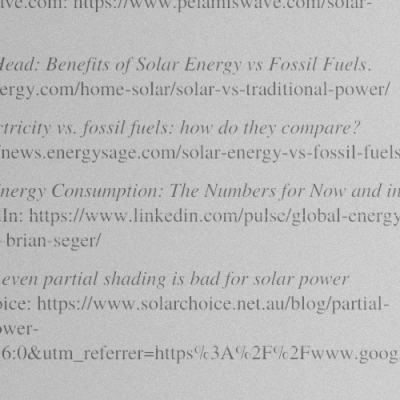 ave.com: https://www.pelamiswave.com/solar-
Head: Benefits of Solar Energy vs Fossil Fuels.
ergy.com/home-solar/solar-vs-traditional-power/
ctricity vs. fossil fuels: how do they compare?
/news.energysage.com/solar-energy-vs-fossil-fuels
Energy Consumption: The Numbers for Now and in
dIn: https://www.linkedin.com/pulse/global-energy
-brian-seger/
even partial shading is bad for solar power
oice: https://www.solarchoice.net.au/blog/partial-
ower-
6:0&utm_referrer=https%3A%2F%2Fwww.goog